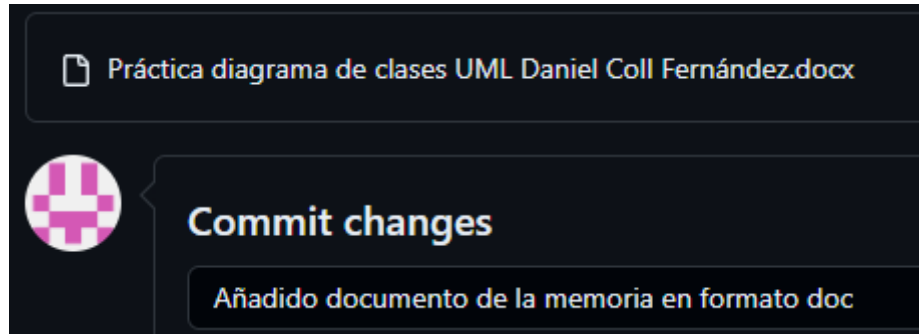 Práctica diagrama de clases UML Daniel Coll Fernández.docx
Commit changes
Añadido documento de la memoria en formato doc